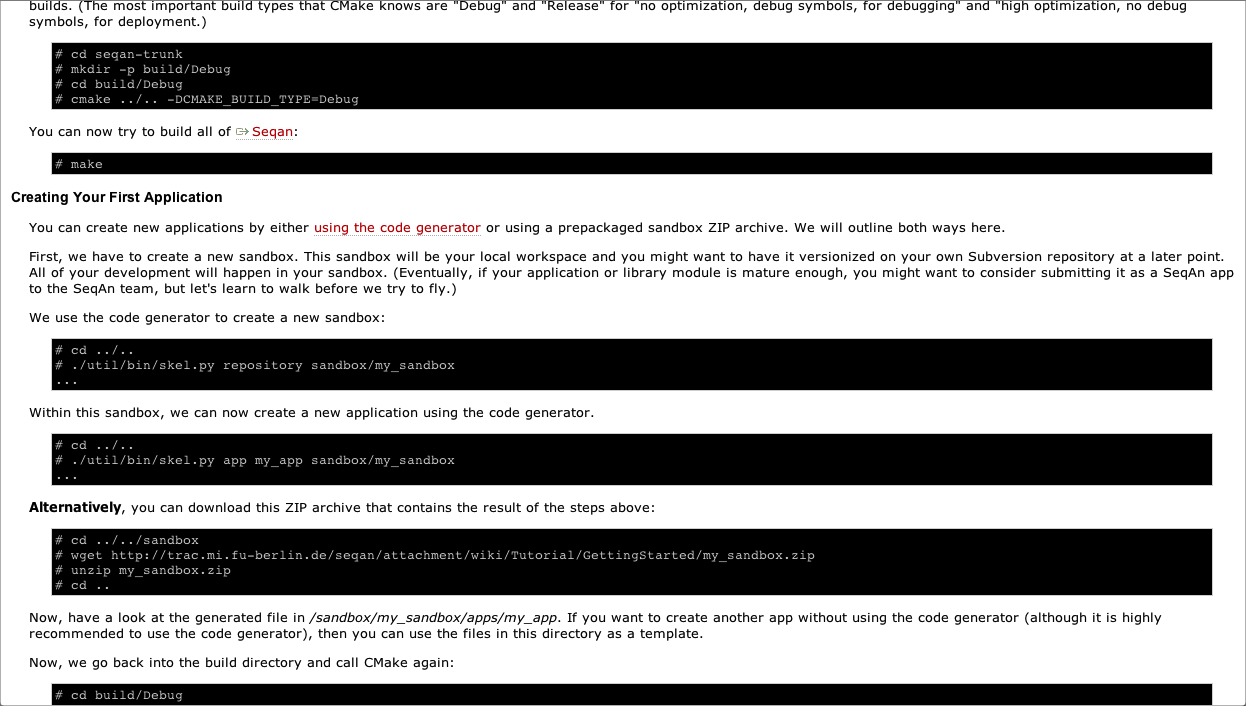 builds. (The most important build types that CMake knows are "Debug" and "Release" for "no optimization, debug symbols, for debugging" and "high optimization, no debug
symbols, for deployment.)
# cd seqan-trunk
# mkdir -p build/Debug
# cd build/Debug
# cmake ../.. -DCMAKE_BUILD_TYPE=Debug
You can now try to build all of Seqan:
# make
Creating Your First Application
You can create new applications by either using the code generator or using a prepackaged sandbox ZIP archive. We will outline both ways here.
First, we have to create a new sandbox. This sandbox will be your local workspace and you might want to have it versionized on your own Subversion repository at a later point.
All of your development will happen in your sandbox. (Eventually, if your application or library module is mature enough, you might want to consider submitting it as a SeqAn app
to the SeqAn team, but let's learn to walk before we try to fly.)
We use the code generator to create a new sandbox:
# cd ../..
# ./util/bin/skel.py repository sandbox/my_sandbox
...
Within this sandbox, we can now create a new application using the code generator.
# cd ../..
# ./util/bin/skel.py app my_app sandbox/my_sandbox
...
Alternatively, you can download this ZIP archive that contains the result of the steps above:
# cd ../../sandbox
# wget http://trac.mi.fu-berlin.de/seqan/attachment/wiki/Tutorial/GettingStarted/my_sandbox.zip
# unzip my_sandbox.zip
# cd ..
Now, have a look at the generated file in /sandbox/my_sandbox/apps/my_app. If you want to create another app without using the code generator (although it is highly
recommended to use the code generator), then you can use the files in this directory as a template.
Now, we go back into the build directory and call CMake again:
# cd build/Debug